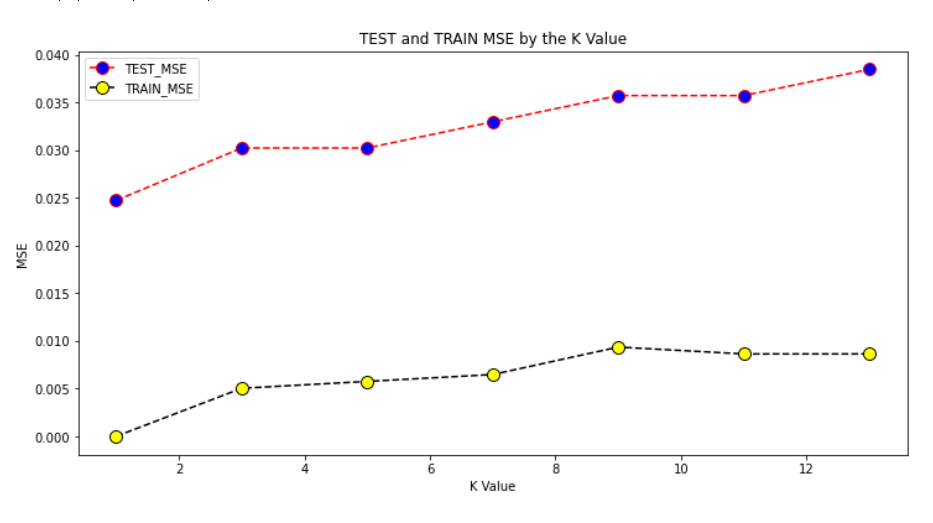 TEST and TRAIN MSE by the K Value
TEST_MSE
TRAIN_MSE
0.040
0.035
0.030
0.025
0.020
0.015
0.010
0.005
0.000
MSE
2 4 6 8 10 12
K Value